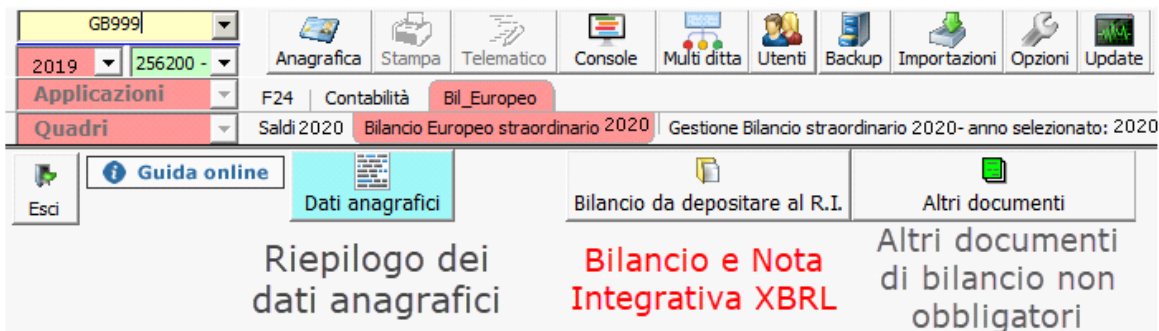 GB999
2019 256200 -
Anagrafica Stampa Telematico Console Multi ditta Utenti Backup Importazioni Opzioni Update
Applicazioni F24 Contabilità Bil_Europeo
Quadri Saldi 2020 Bilancio Europeo straordinario 2020 Gestione Bilancio straordinario 2020- anno selezionato: 2020
Esci Guida online Dati anagrafici Bilancio da depositare al R.I. Altri documenti
Riepilogo dei
dati anagrafici
Bilancio e Nota
Integrativa XBRL
Altri documenti
di bilancio non
obbligatori